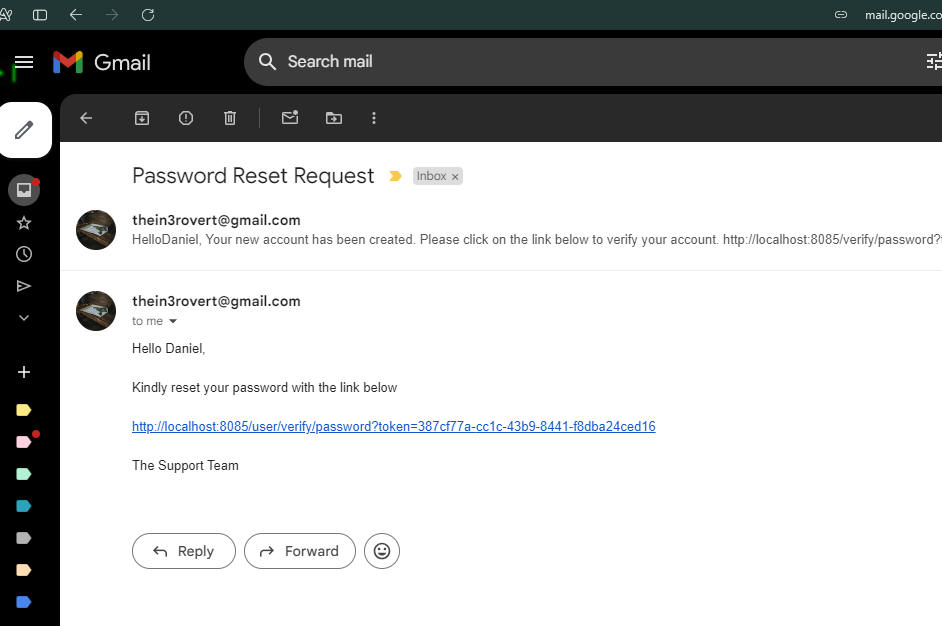 mail.google.co
Gmail
Search mail
Password Reset Request
Inbox ×
thein3rovert@gmail.com
HelloDaniel, Your new account has been created. Please click on the link below to verify your account. http://localhost:8085/verify/password?
thein3rovert@gmail.com
to me
Hello Daniel,
Kindly reset your password with the link below
http://localhost:8085/user/verify/password?token=387cf77a-cc1c-43b9-8441-f8dba24ced16
The Support Team
Reply
Forward